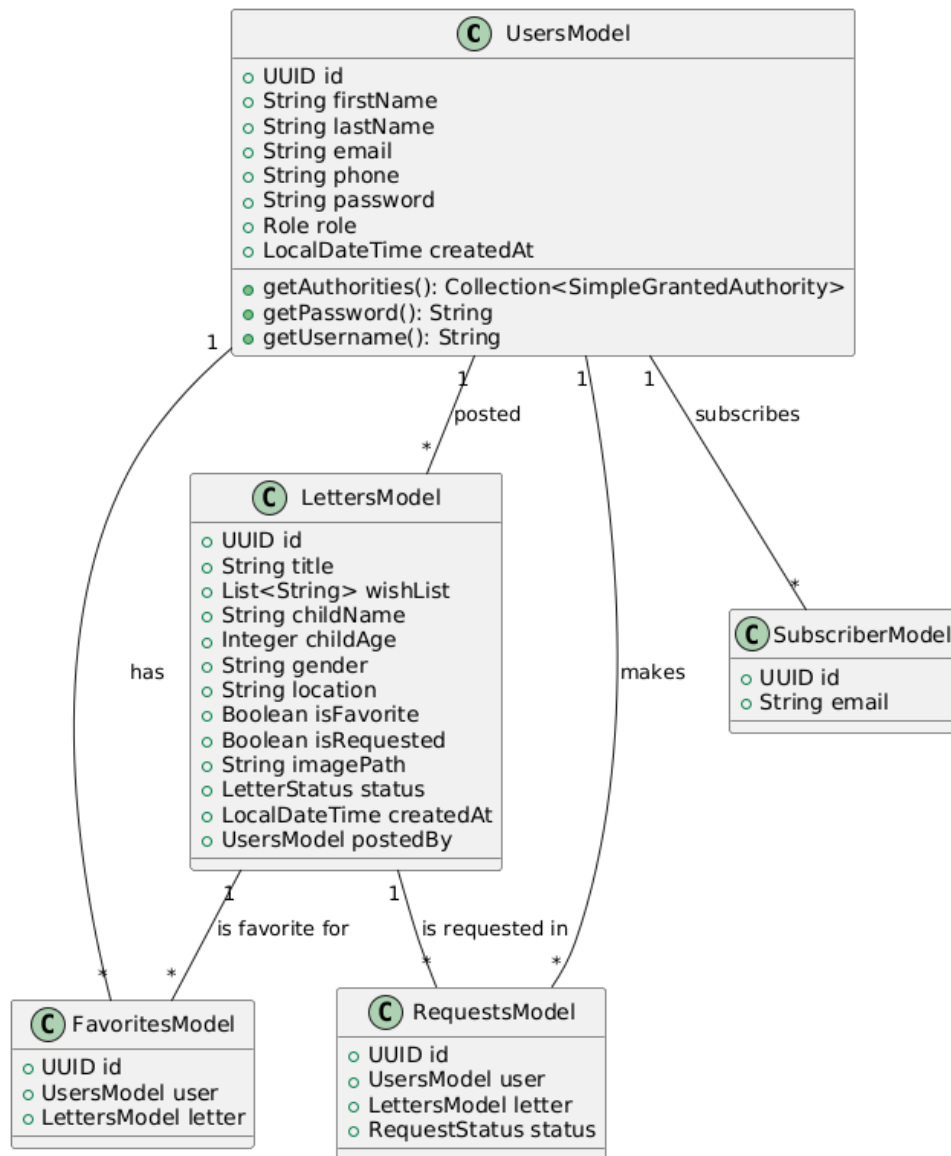 C UsersModel
UUID id
String firstName
String lastName
String email
String phone
String password
Role role
LocalDateTime createdAt
getAuthorities(): Collection<SimpleGrantedAuthority>
getPassword(): String
getUsername(): String
1
1
1
1
posted
subscribes
*
C LettersModel
UUID id
String title
List<String> wishList
String childName
Integer childAge
String gender
String location
Boolean isFavorite
Boolean isRequested
String imagePath
LetterStatus status
LocalDateTime createdAt
UsersModel postedBy
*
C SubscriberModel
UUID id
String email
has
makes
1
1
is favorite for
is requested in
*
*
*
*
C FavoritesModel
UUID id
UsersModel user
LettersModel letter
C RequestsModel
UUID id
UsersModel user
LettersModel letter
RequestStatus status